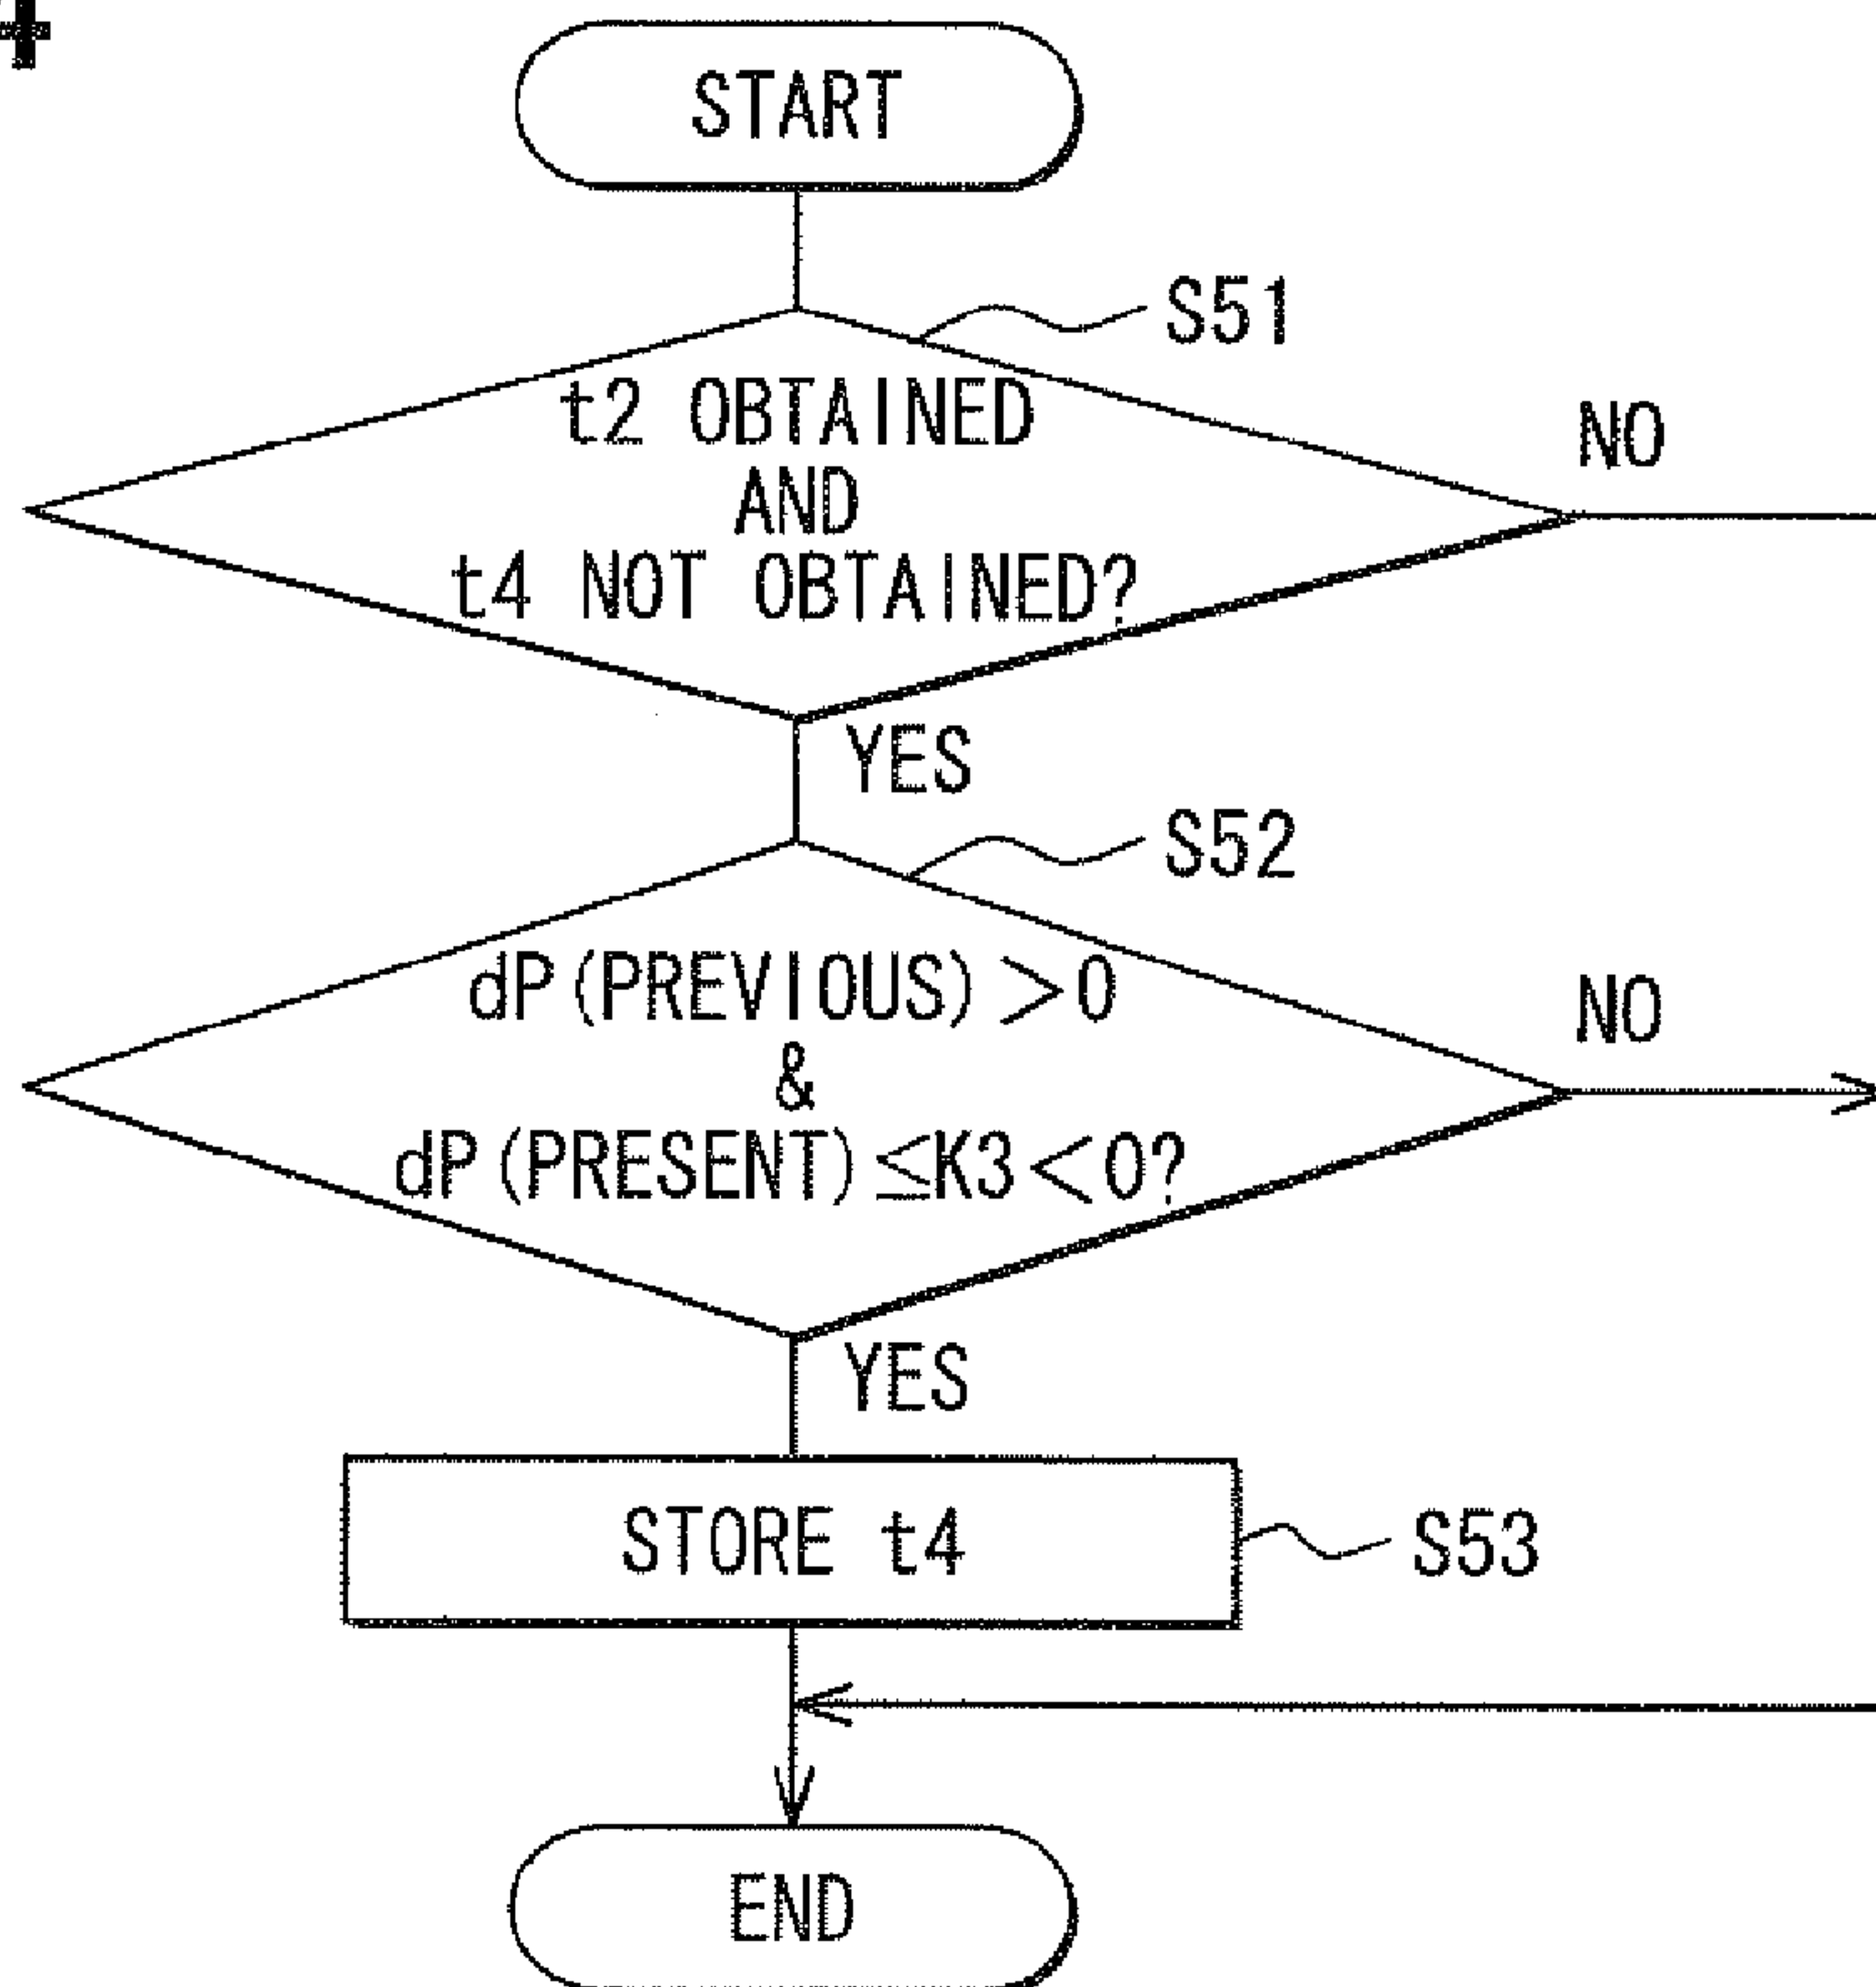 START
S51
t2 OBTAINED
AND
t4 NOT OBTAINED?
NO
YES
S52
dP(PREVIOUS)>0
&
dP(PRESENT)≤K3<0?
NO
YES
STORE t4
S53
END